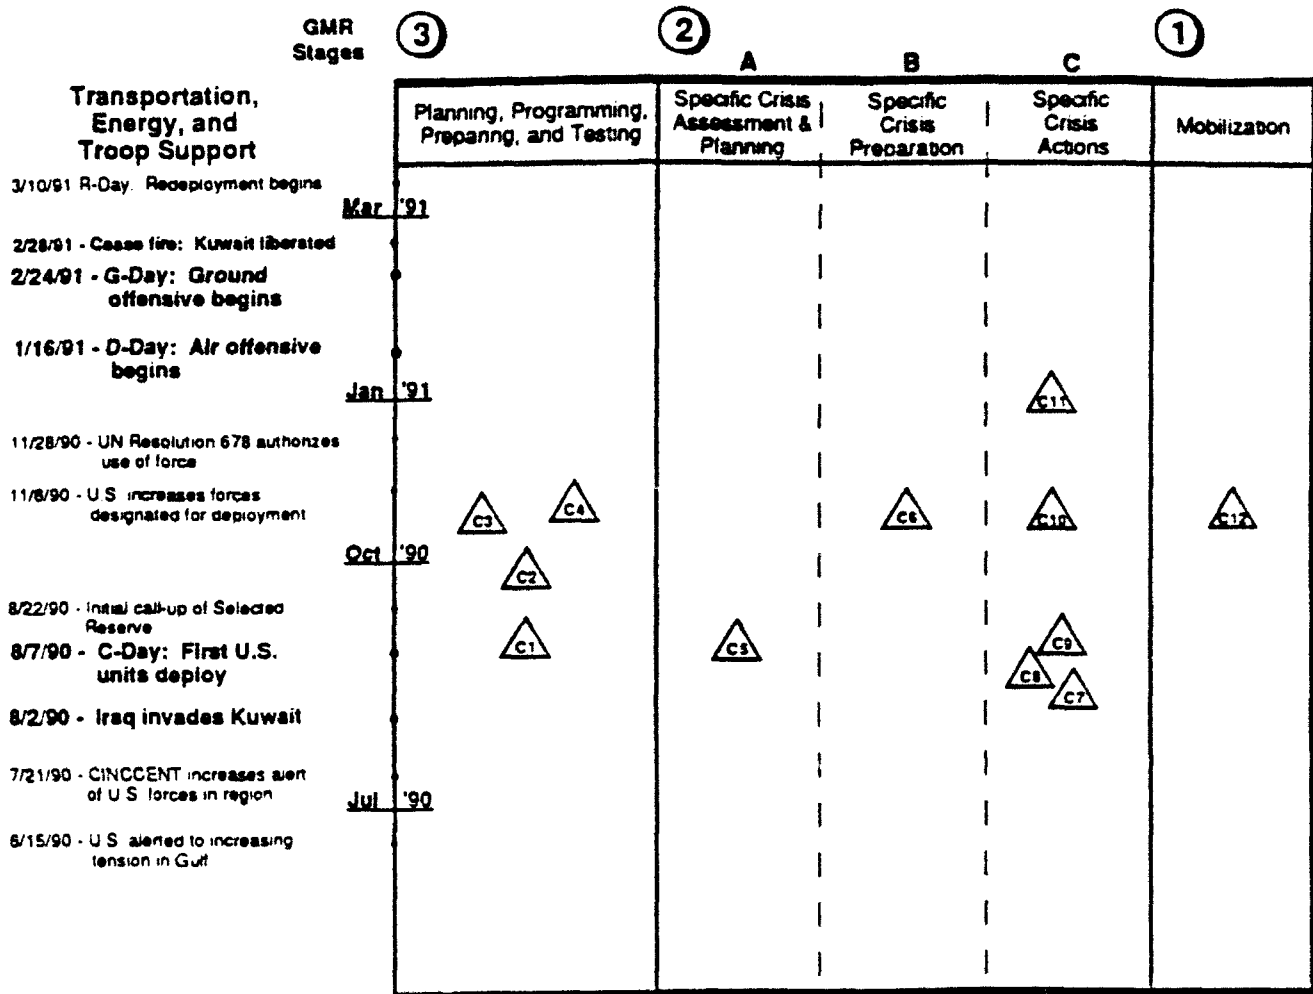 GMR
Stages
3
2
1
A
B
C
Transportation,
Energy, and
Troop Support
Planning, Programming,
Preparing, and Testing
Specific Crisis
Assessment &
Planning
Specific
Crisis
Preparation
Specific
Crisis
Actions
Mobilization
3/10/91 R-Day. Redeployment begins
Mar '91
2/28/91 - Cease fire: Kuwait liberated
2/24/91 - G-Day: Ground
offensive begins
1/16/91 - D-Day: Air offensive
begins
Jan '91
C11
11/28/90 - UN Resolution 678 authorizes
use of force
11/8/90 - U.S. increases forces
designated for deployment
C3
C4
C6
C10
C12
Oct '90
C2
8/22/90 - Initial call-up of Selected
Reserve
8/7/90 - C-Day: First U.S.
units deploy
C1
C5
C9
C8
C7
8/2/90 - Iraq invades Kuwait
7/21/90 - CINCCENT increases alert
of U S forces in region
Jul '90
6/15/90 - U S alerted to increasing
tension in Gulf